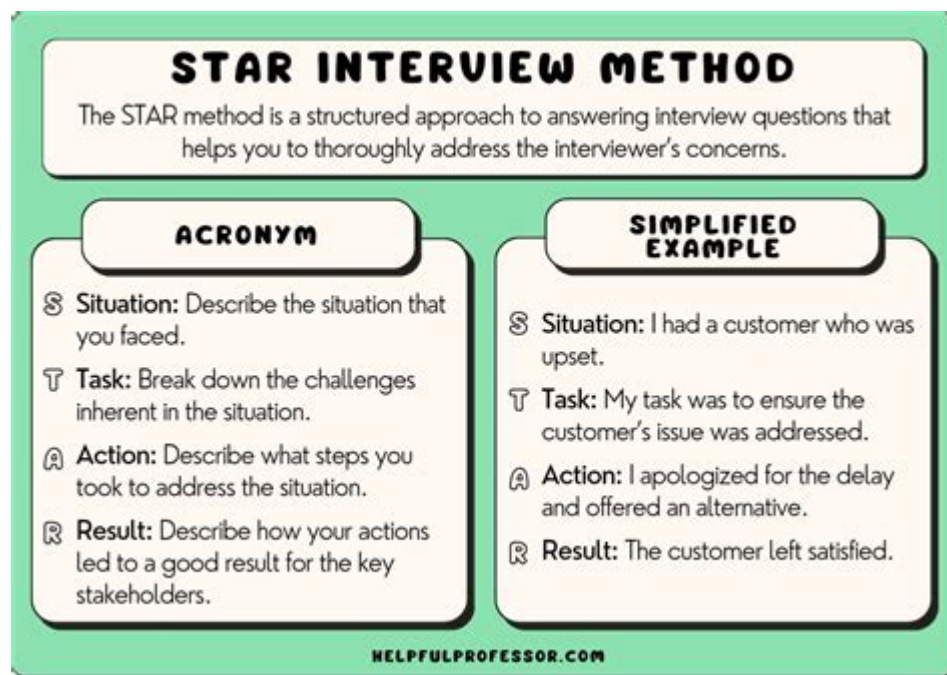 STAR INTERVIEW METHOD
The STAR method is a structured approach to answering interview questions that
helps you to thoroughly address the interviewer's concerns.
ACRONYM
S Situation: Describe the situation that
you faced.
T Task: Break down the challenges
inherent in the situation.
A Action: Describe what steps you
took to address the situation.
R Result: Describe how your actions
led to a good result for the key
stakeholders.
SIMPLIFIED
EXAMPLE
S Situation: I had a customer who was
upset.
T Task: My task was to ensure the
customer's issue was addressed.
A Action: I apologized for the delay
and offered an alternative.
R Result: The customer left satisfied.
HELPFULPROFESSOR.COM